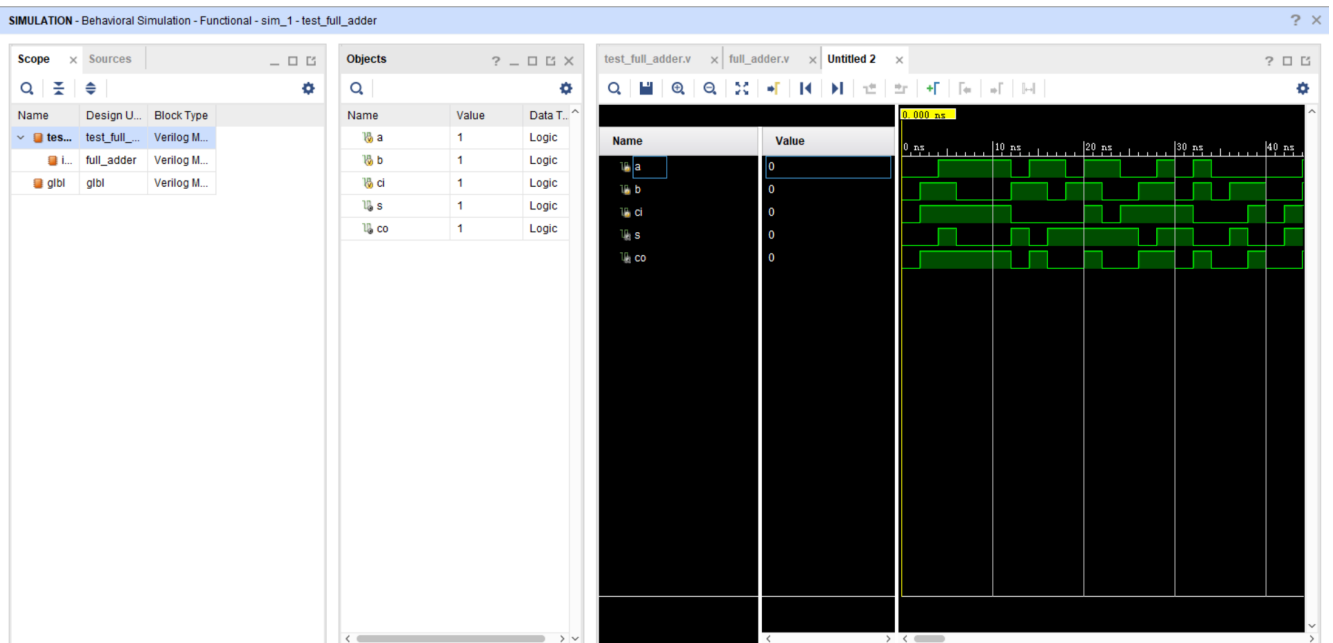 SIMULATION - Behavioral Simulation - Functional - sim_1 - test_full_adder
Scope Sources
Name Design U... Block Type
tes... test_full_... Verilog M...
i... full_adder Verilog M...
glbl glbl Verilog M...
Objects
Name Value Data T..
a 1 Logic
b 1 Logic
ci 1 Logic
s 1 Logic
co 1 Logic
test_full_adder.v full_adder.v Untitled 2
Name Value
a 0
b 0
ci 0
s 0
co 0
0.000 ns
0 ns 10 ns 20 ns 30 ns 40 ns